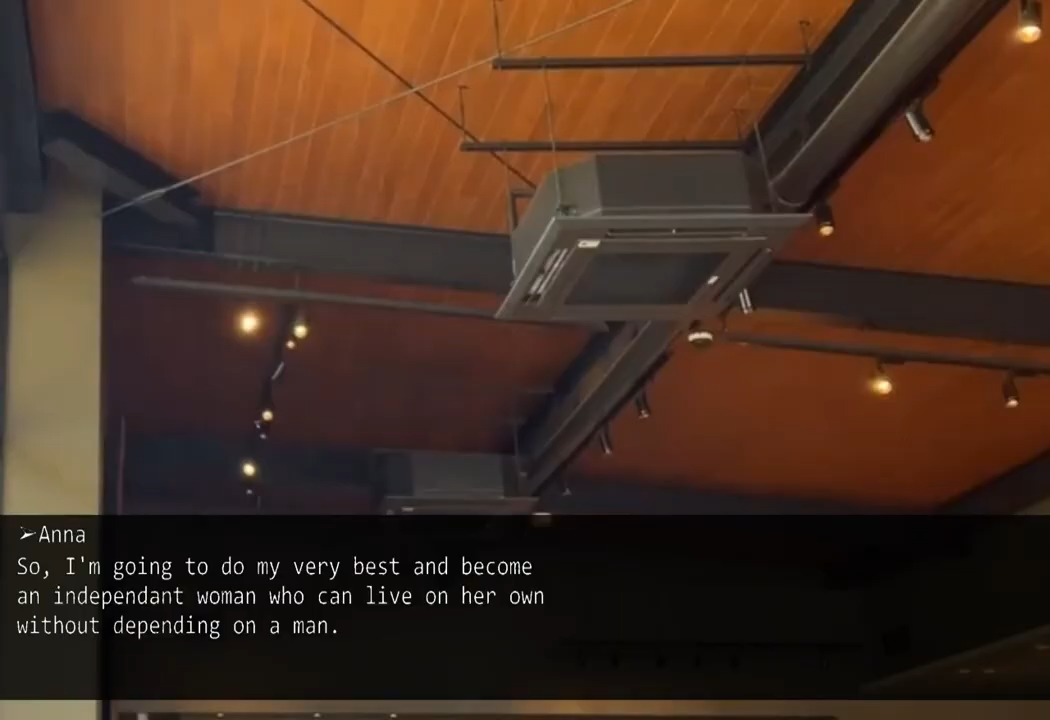 ➢Anna
So, I'm going to do my very best and become
an independant woman who can live on her own
without depending on a man.